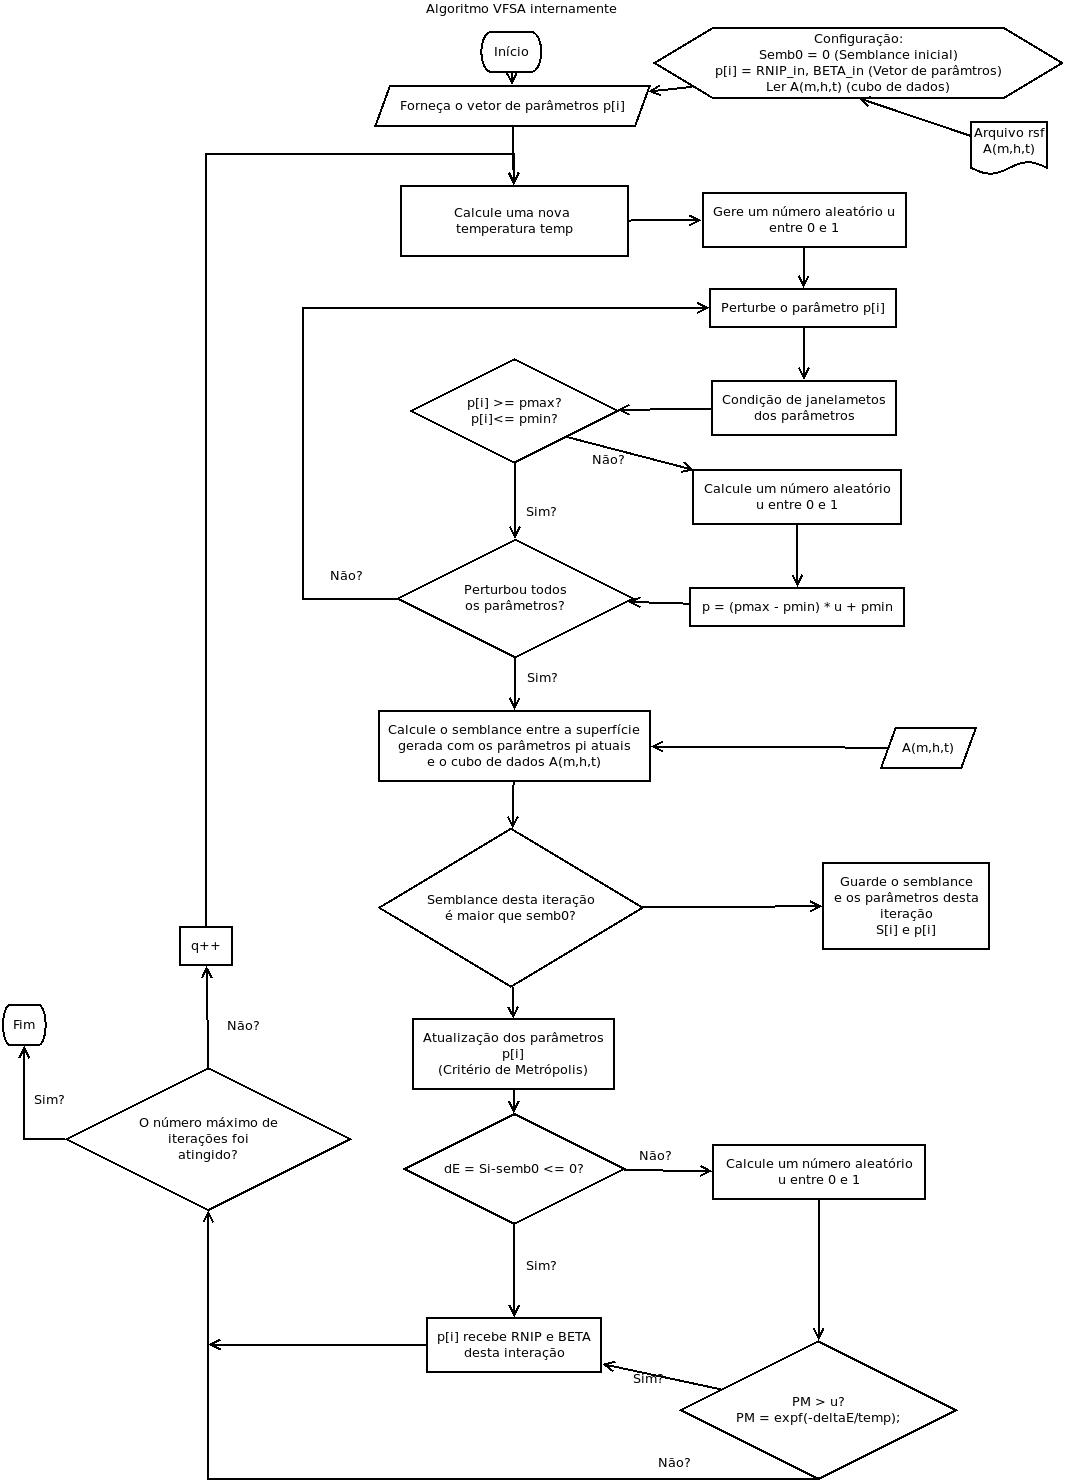 Algoritmo VFSA internamente
Início
Configuração:
Semb0 = 0 (Semblance inicial)
p[i] = RNIP_in, BETA_in (Vetor de parâmtros)
Ler A(m,h,t) (cubo de dados)
Forneça o vetor de parâmetros p[i]
Arquivo rsf
A(m,h,t)
Calcule uma nova
temperatura temp
Gere um número aleatório u
entre 0 e 1
Perturbe o parâmetro p[i]
Condição de janelametos
dos parâmetros
p[i] >= pmax?
p[i]<= pmin?
Não?
Calcule um número aleatório
u entre 0 e 1
Sim?
p = (pmax - pmin) * u + pmin
Perturbou todos
os parâmetros?
Não?
Sim?
Calcule o semblance entre a superfície
gerada com os parâmetros pi atuais
e o cubo de dados A(m,h,t)
A(m,h,t)
Semblance desta iteração
é maior que semb0?
Guarde o semblance
e os parâmetros desta
iteração
S[i] e p[i]
q++
Fim
Não?
Sim?
Atualização dos parâmetros
p[i]
(Critério de Metrópolis)
O número máximo de
iterações foi
atingido?
dE = Si-semb0 <= 0?
Não?
Calcule um número aleatório
u entre 0 e 1
Sim?
p[i] recebe RNIP e BETA
desta interação
Sim?
PM > u?
PM = expf(-deltaE/temp);
Não?